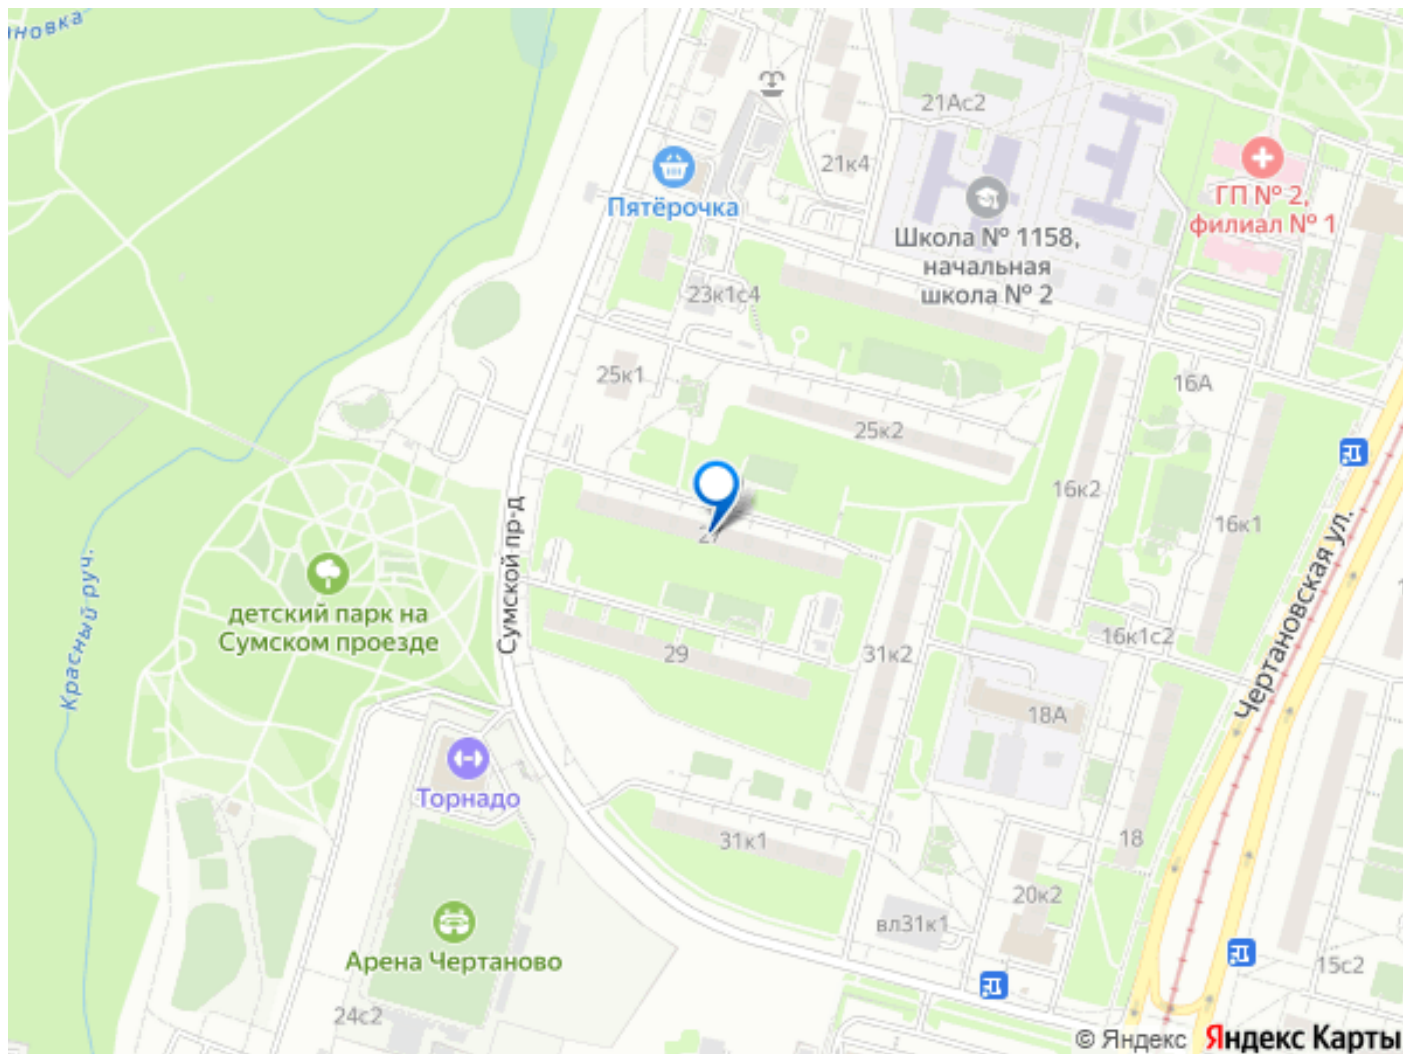 21Ас2
21к4
Пятёрочка
ГП № 2,
филиал № 1
Школа № 1158,
начальная
школа № 2
23к1с4
25к1
16А
25к2
16к2
16к1
Сумской пр-д
Чертановская ул.
Красный руч.
детский парк на
Сумском проезде
29
31к2
16к1с2
18А
Торнадо
31к1
18
20к2
вл31к1
Арена Чертаново
15с2
24с2
© Яндекс Яндекс Карты